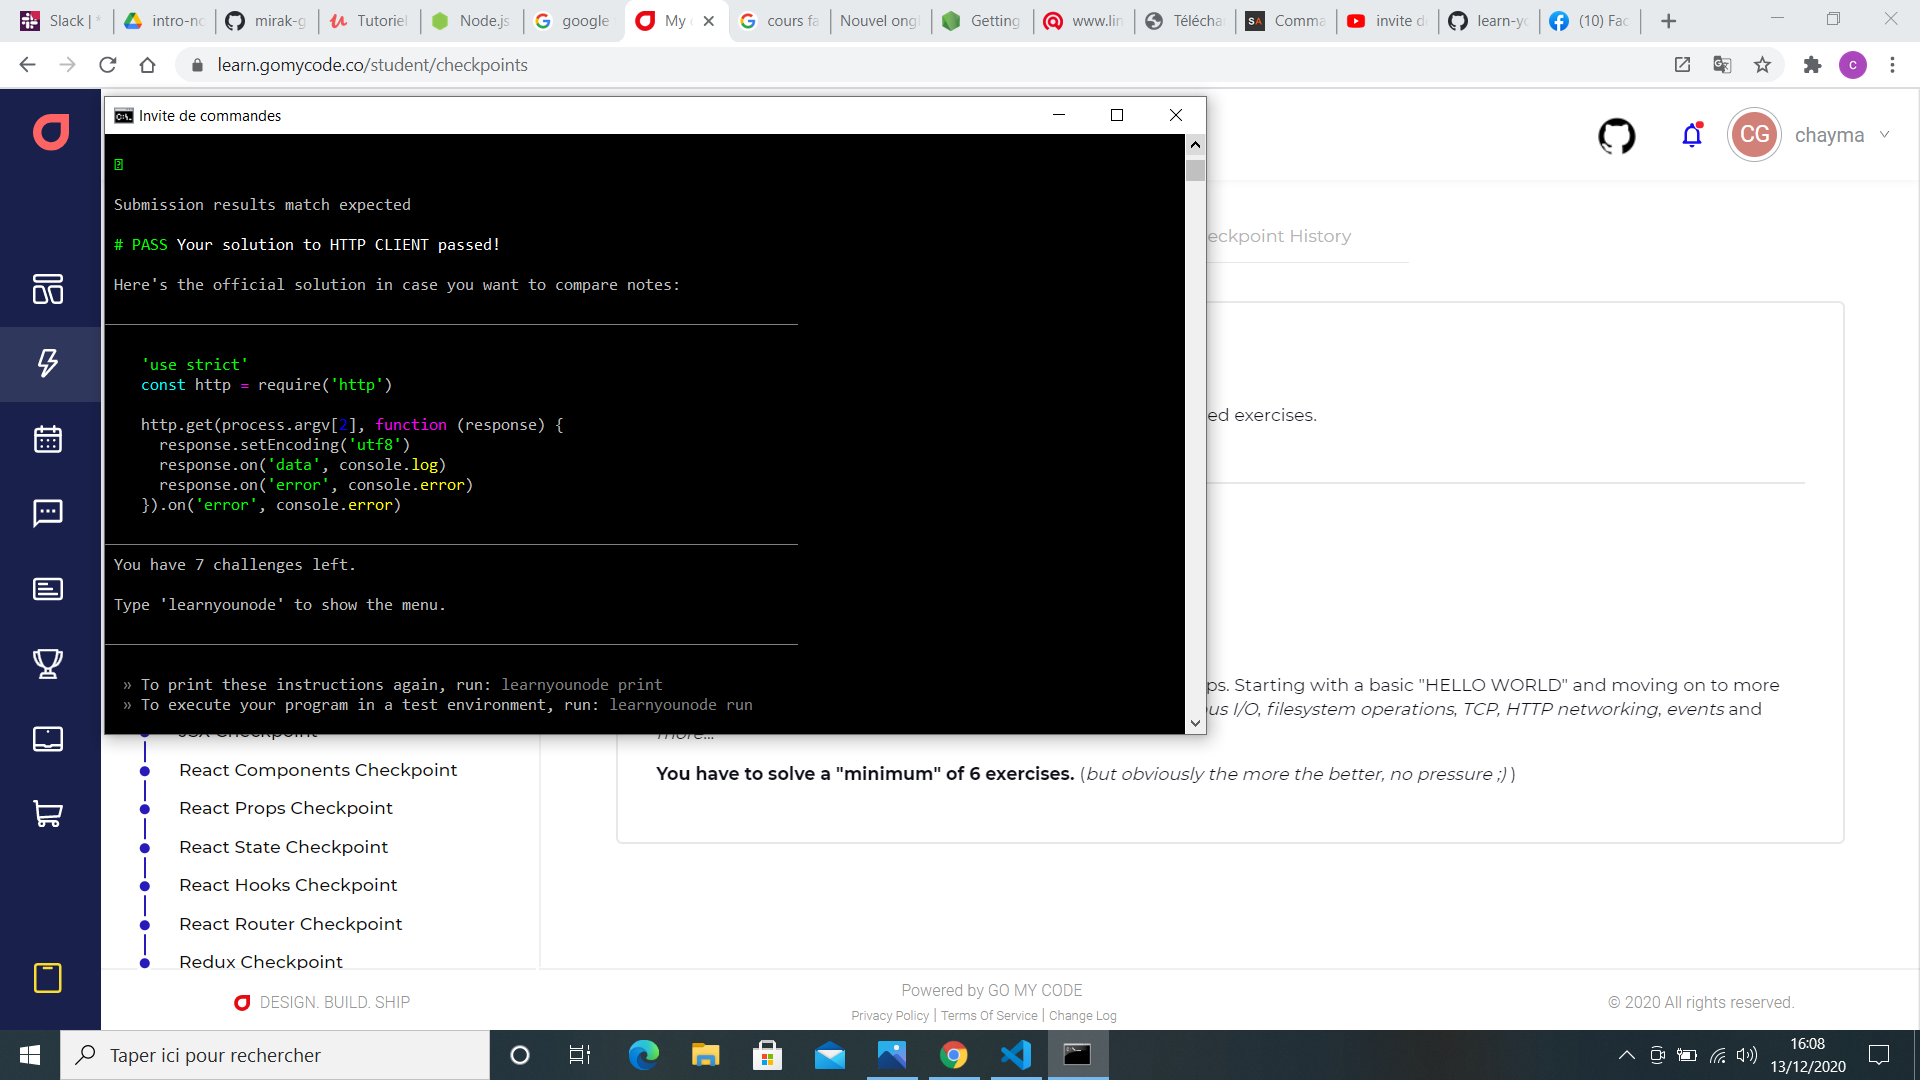 Slack | *
intro-no
mirak-g
Tutoriel
Node.js
google
My c
cours fa
Nouvel ongl
Getting
www.lin
Télécha
SA
Comma
invite de
learn-yo
(10) Fac
learn.gomycode.co/student/checkpoints
C
Invite de commandes
Submission results match expected
# PASS Your solution to HTTP CLIENT passed!
Here's the official solution in case you want to compare notes:
'use strict'
const http = require('http')
http.get(process.argv[2], function (response) {
response.setEncoding('utf8')
response.on('data', console.log)
response.on('error', console.error)
}).on('error', console.error)
You have 7 challenges left.
Type 'learnyounode' to show the menu.
» To print these instructions again, run: learnyounode print
» To execute your program in a test environment, run: learnyounode run
CG
chayma
eckpoint History
ed exercises.
ps. Starting with a basic "HELLO WORLD" and moving on to more
us I/O, filesystem operations, TCP, HTTP networking, events and
more...
You have to solve a "minimum" of 6 exercises. (but obviously the more the better, no pressure ;) )
JSX Checkpoint
React Components Checkpoint
React Props Checkpoint
React State Checkpoint
React Hooks Checkpoint
React Router Checkpoint
Redux Checkpoint
DESIGN. BUILD. SHIP
Powered by GO MY CODE
Privacy Policy | Terms Of Service | Change Log
© 2020 All rights reserved.
Taper ici pour rechercher
16:08
13/12/2020